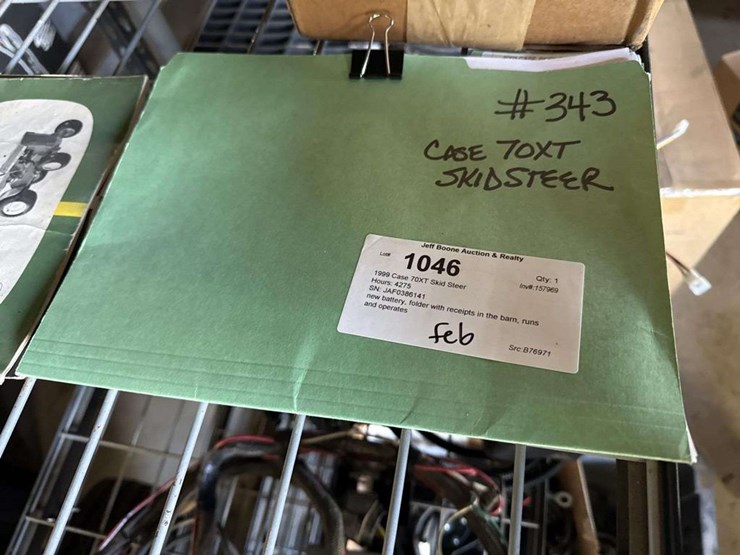 #343
CASE 70XT
SKIDSTEER
Jeff Boone Auction & Realty
Lot#
1046
Qty: 1
Inv#: 157969
1999 Case 70XT Skid Steer
Hours: 4275
SN: JAF0386141
new battery, folder with receipts in the barn, runs
and operates
feb
Src:B76971